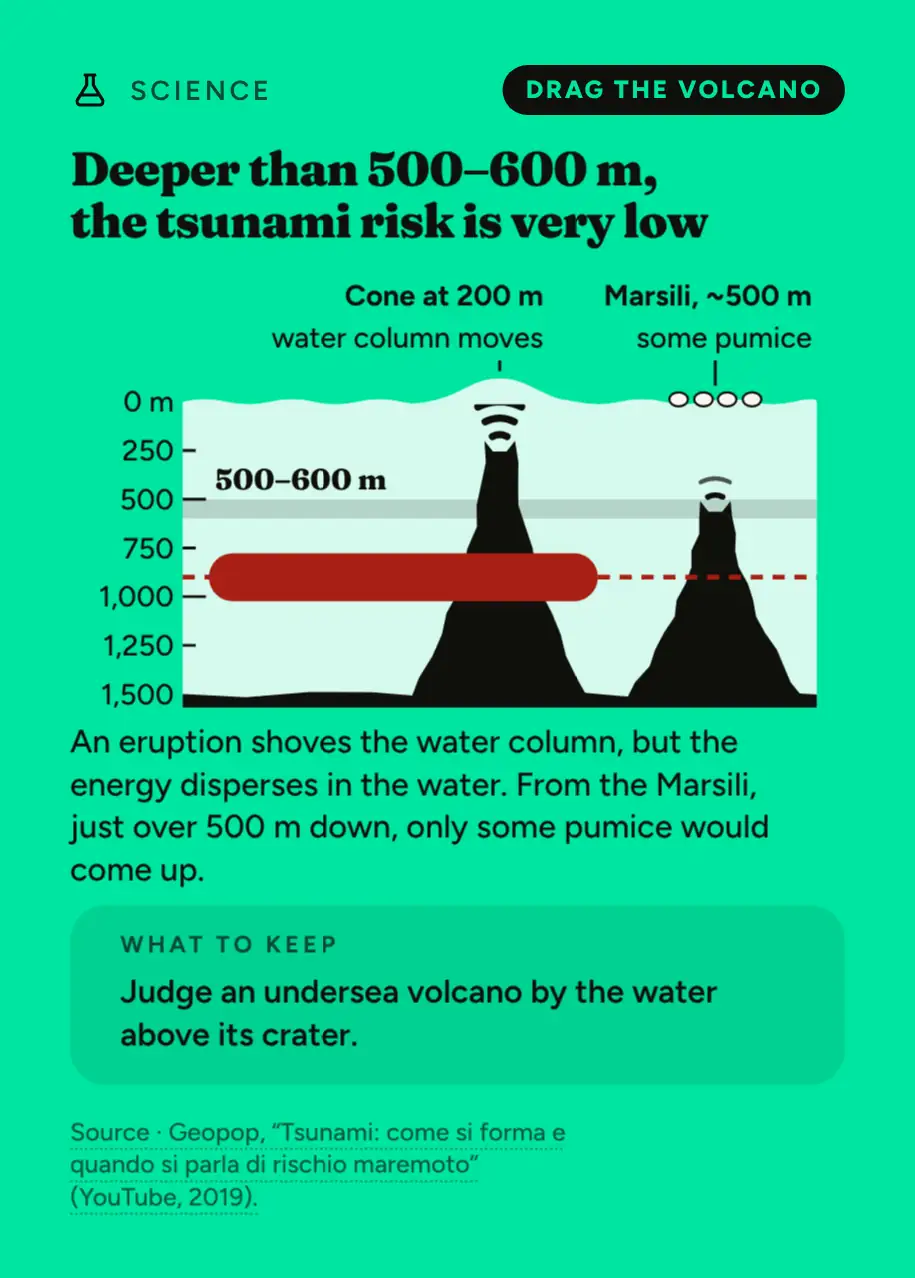 SCIENCE
DRAG THE VOLCANO
Deeper than 500–600 m,
the tsunami risk is very low
Cone at 200 m
water column moves
Marsili, ~500 m
some pumice
0 m
250
500–600 m
500
750
1,000
1,250
1,500
An eruption shoves the water column, but the
energy disperses in the water. From the Marsili,
just over 500 m down, only some pumice would
come up.
WHAT TO KEEP
Judge an undersea volcano by the water
above its crater.
Source · Geopop, “Tsunami: come si forma e
quando si parla di rischio maremoto”
(YouTube, 2019).